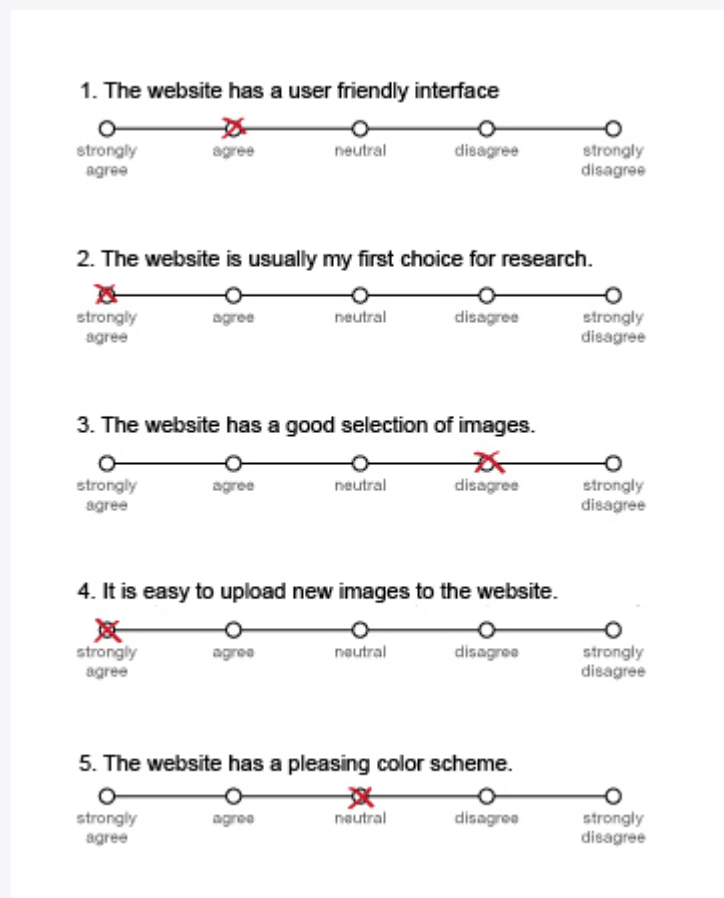 1. The website has a user friendly interface
strongly agree neutral disagree strongly
agree disagree
2. The website is usually my first choice for research.
strongly agree neutral disagree strongly
agree disagree
3. The website has a good selection of images.
strongly agree neutral disagree strongly
agree disagree
4. It is easy to upload new images to the website.
strongly agree neutral disagree strongly
agree disagree
5. The website has a pleasing color scheme.
strongly agree neutral disagree strongly
agree disagree